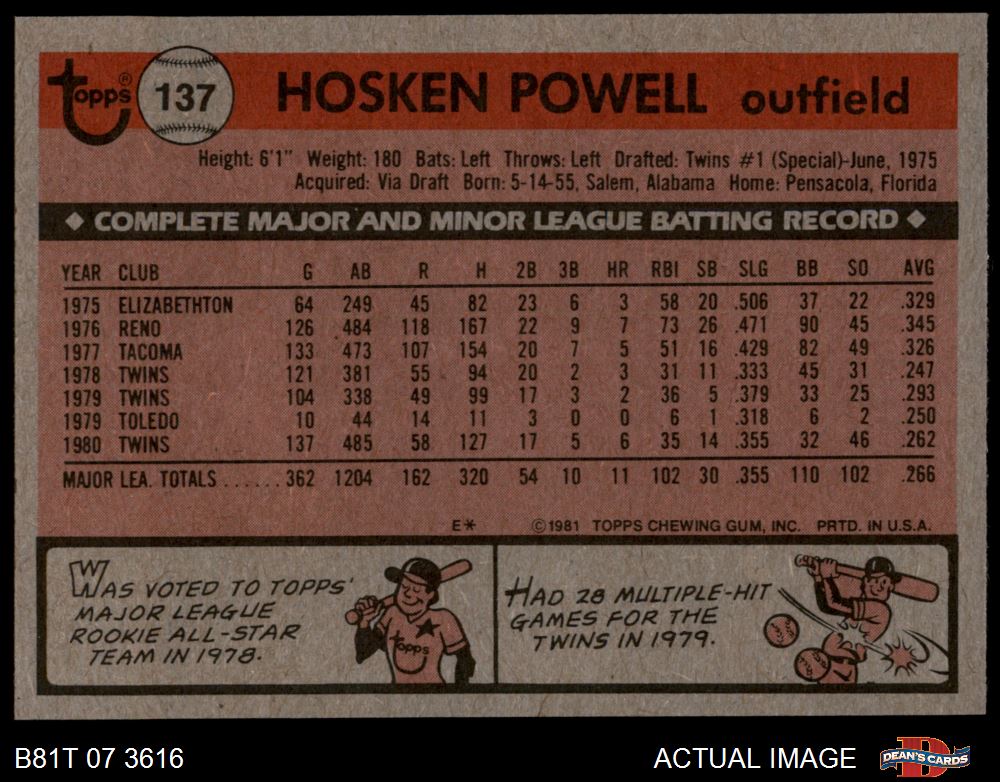 Topps® 137 HOSKEN POWELL outfield
Height: 6'1" Weight: 180 Bats: Left Throws: Left Drafted: Twins #1 (Special)-June, 1975
Acquired: Via Draft Born: 5-14-55, Salem, Alabama Home: Pensacola, Florida
◆ COMPLETE MAJOR AND MINOR LEAGUE BATTING RECORD ◆
YEAR CLUB G AB R H 2B 3B HR RBI SB SLG BB SO AVG
1975 ELIZABETHTON 64 249 45 82 23 6 3 58 20 .506 37 22 .329
1976 RENO 126 484 118 167 22 9 7 73 26 .471 90 45 .345
1977 TACOMA 133 473 107 154 20 7 5 51 16 .429 82 49 .326
1978 TWINS 121 381 55 94 20 2 3 31 11 .333 45 31 .247
1979 TWINS 104 338 49 99 17 3 2 36 5 .379 33 25 .293
1979 TOLEDO 10 44 14 11 3 0 0 6 1 .318 6 2 .250
1980 TWINS 137 485 58 127 17 5 6 35 14 .355 32 46 .262
MAJOR LEA. TOTALS ......362 1204 162 320 54 10 11 102 30 .355 110 102 .266
E* ©1981 TOPPS CHEWING GUM, INC. PRTD. IN U.S.A.
WAS VOTED TO TOPPS'
MAJOR LEAGUE
ROOKIE ALL-STAR
TEAM IN 1978.
Topps
HAD 28 MULTIPLE-HIT
GAMES FOR THE
TWINS IN 1979.
B81T 07 3616 ACTUAL IMAGE DEAN'S CARDS